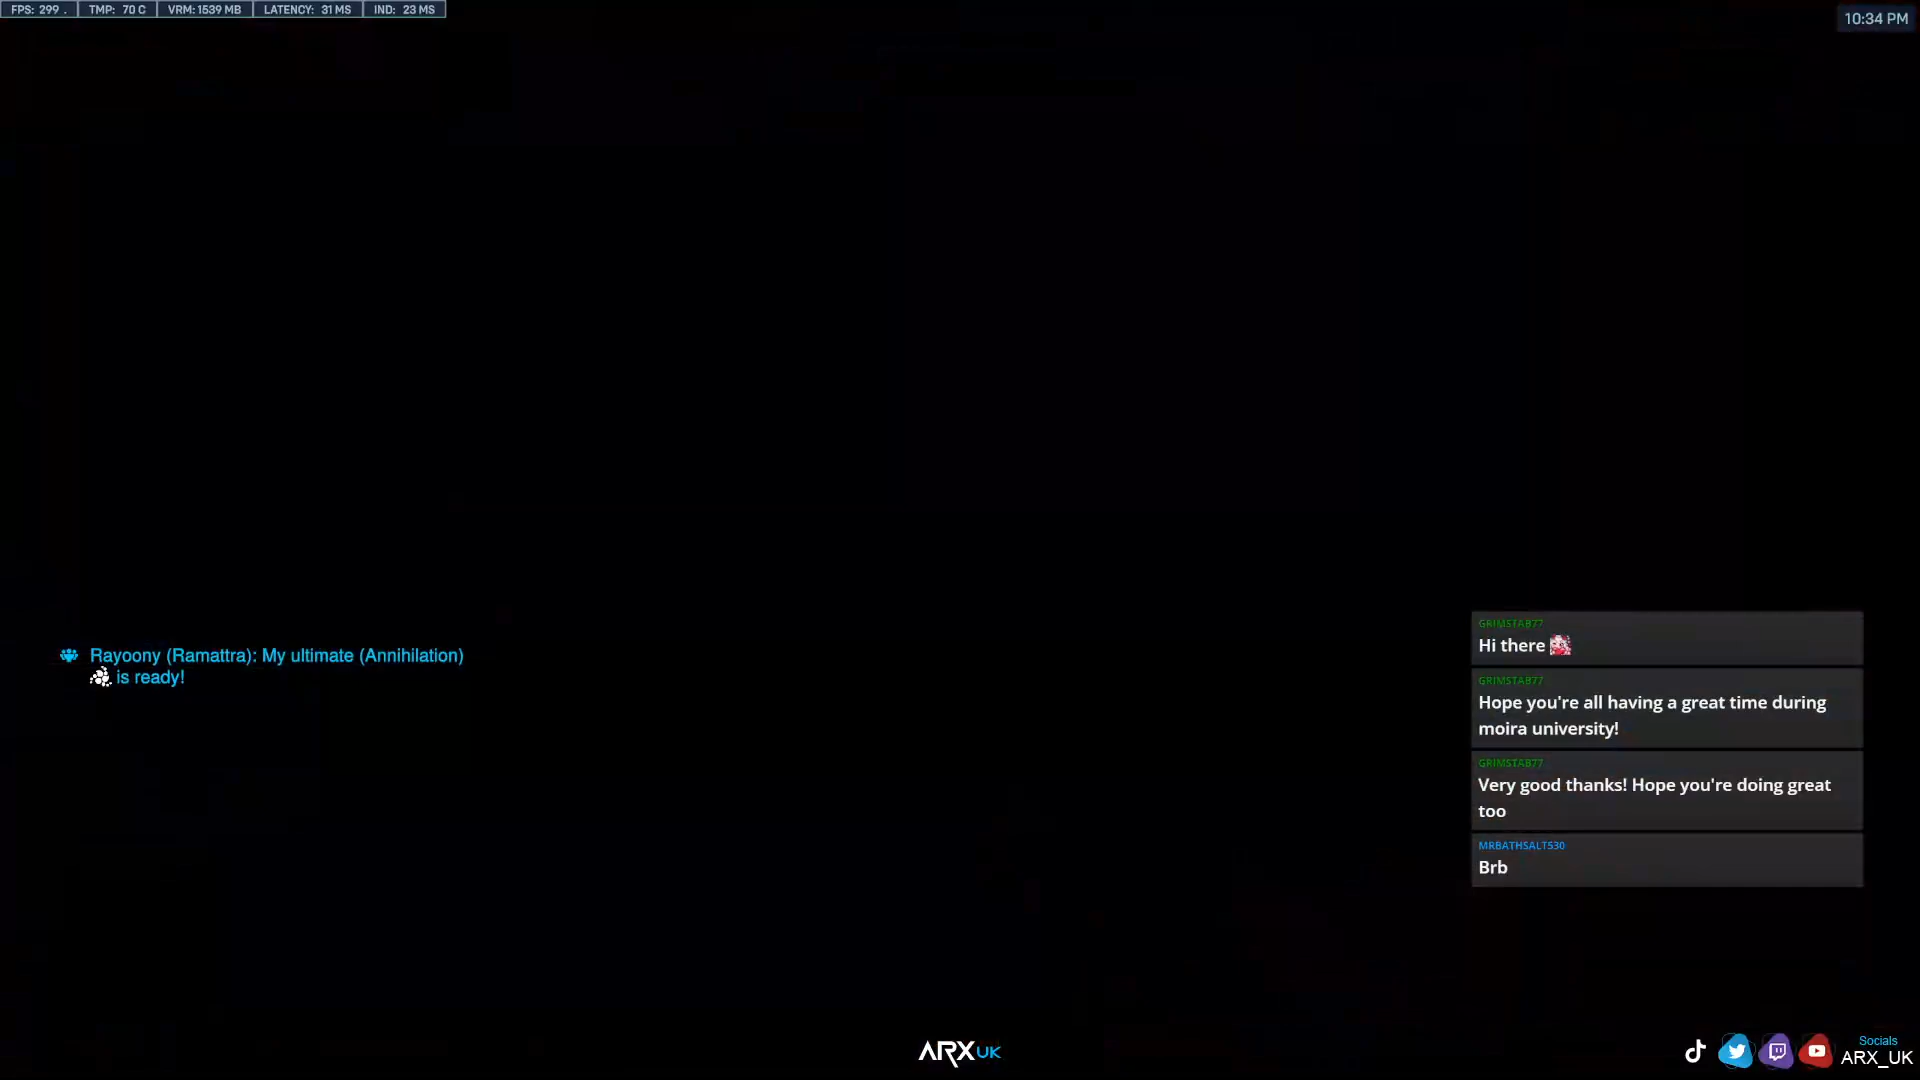 FPS: 299 .
TMP: 70 C
VRM: 1539 MB
LATENCY: 31 MS
IND: 23 MS
10:34 PM
Rayoony (Ramattra): My ultimate (Annihilation)
is ready!
GRIMSTAB77
Hi there
GRIMSTAB77
Hope you're all having a great time during
moira university!
GRIMSTAB77
Very good thanks! Hope you're doing great
too
MRBATHSALT530
Brb
ARX UK
Socials
ARX_UK